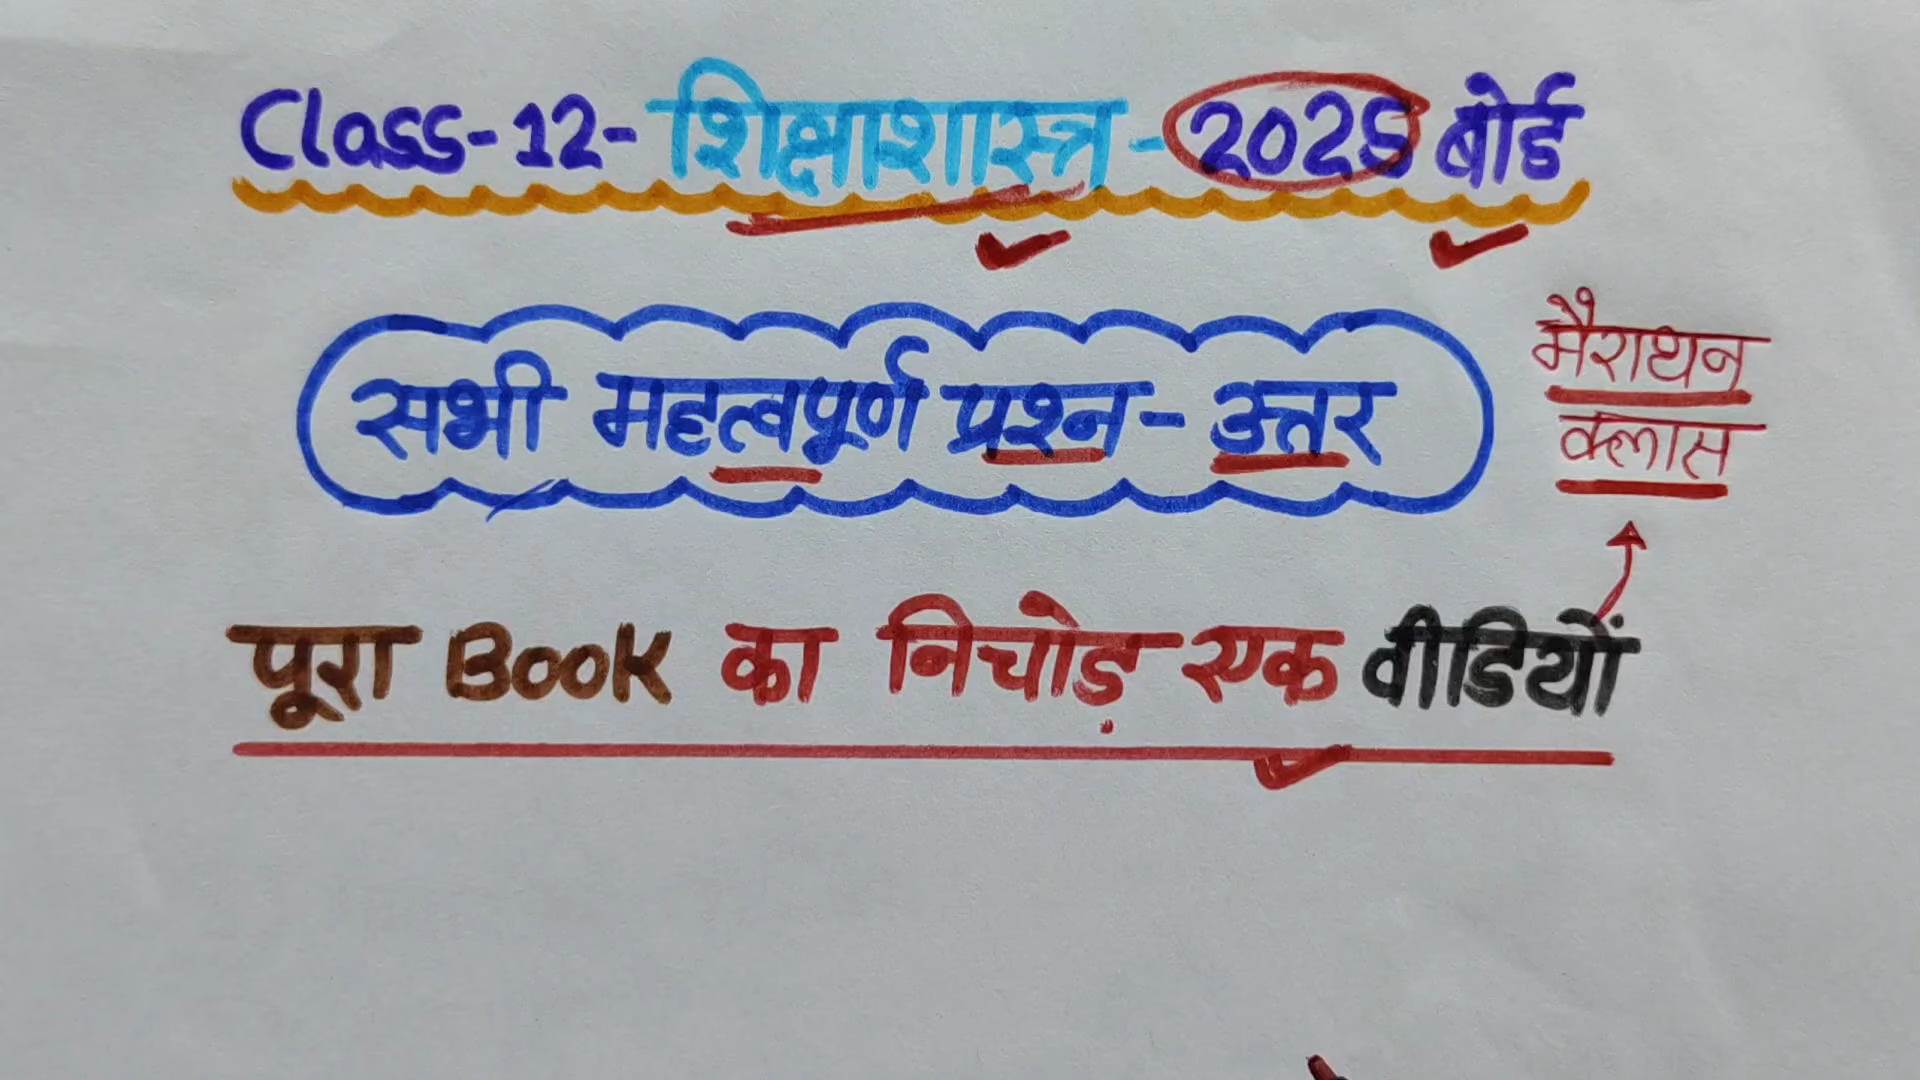 Class-12-शिक्षाशास्त्र-2025 बोर्ड
सभी महत्वपूर्ण प्रश्न-उत्तर
मैराथन
क्लास
पूरा Book का निचोड़ एक वीडियों